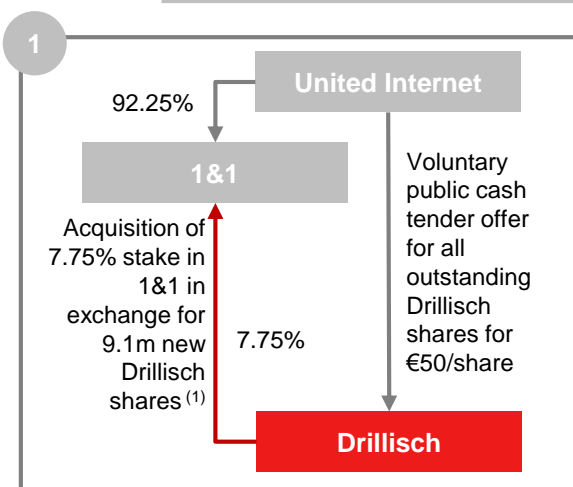 1
United Internet
92.25%
1&1
Acquisition of
7.75% stake in
1&1 in
exchange for
9.1m new
Drillisch
shares (1)
7.75%
Voluntary
public cash
tender offer
for all
outstanding
Drillisch
shares for
€50/share
Drillisch